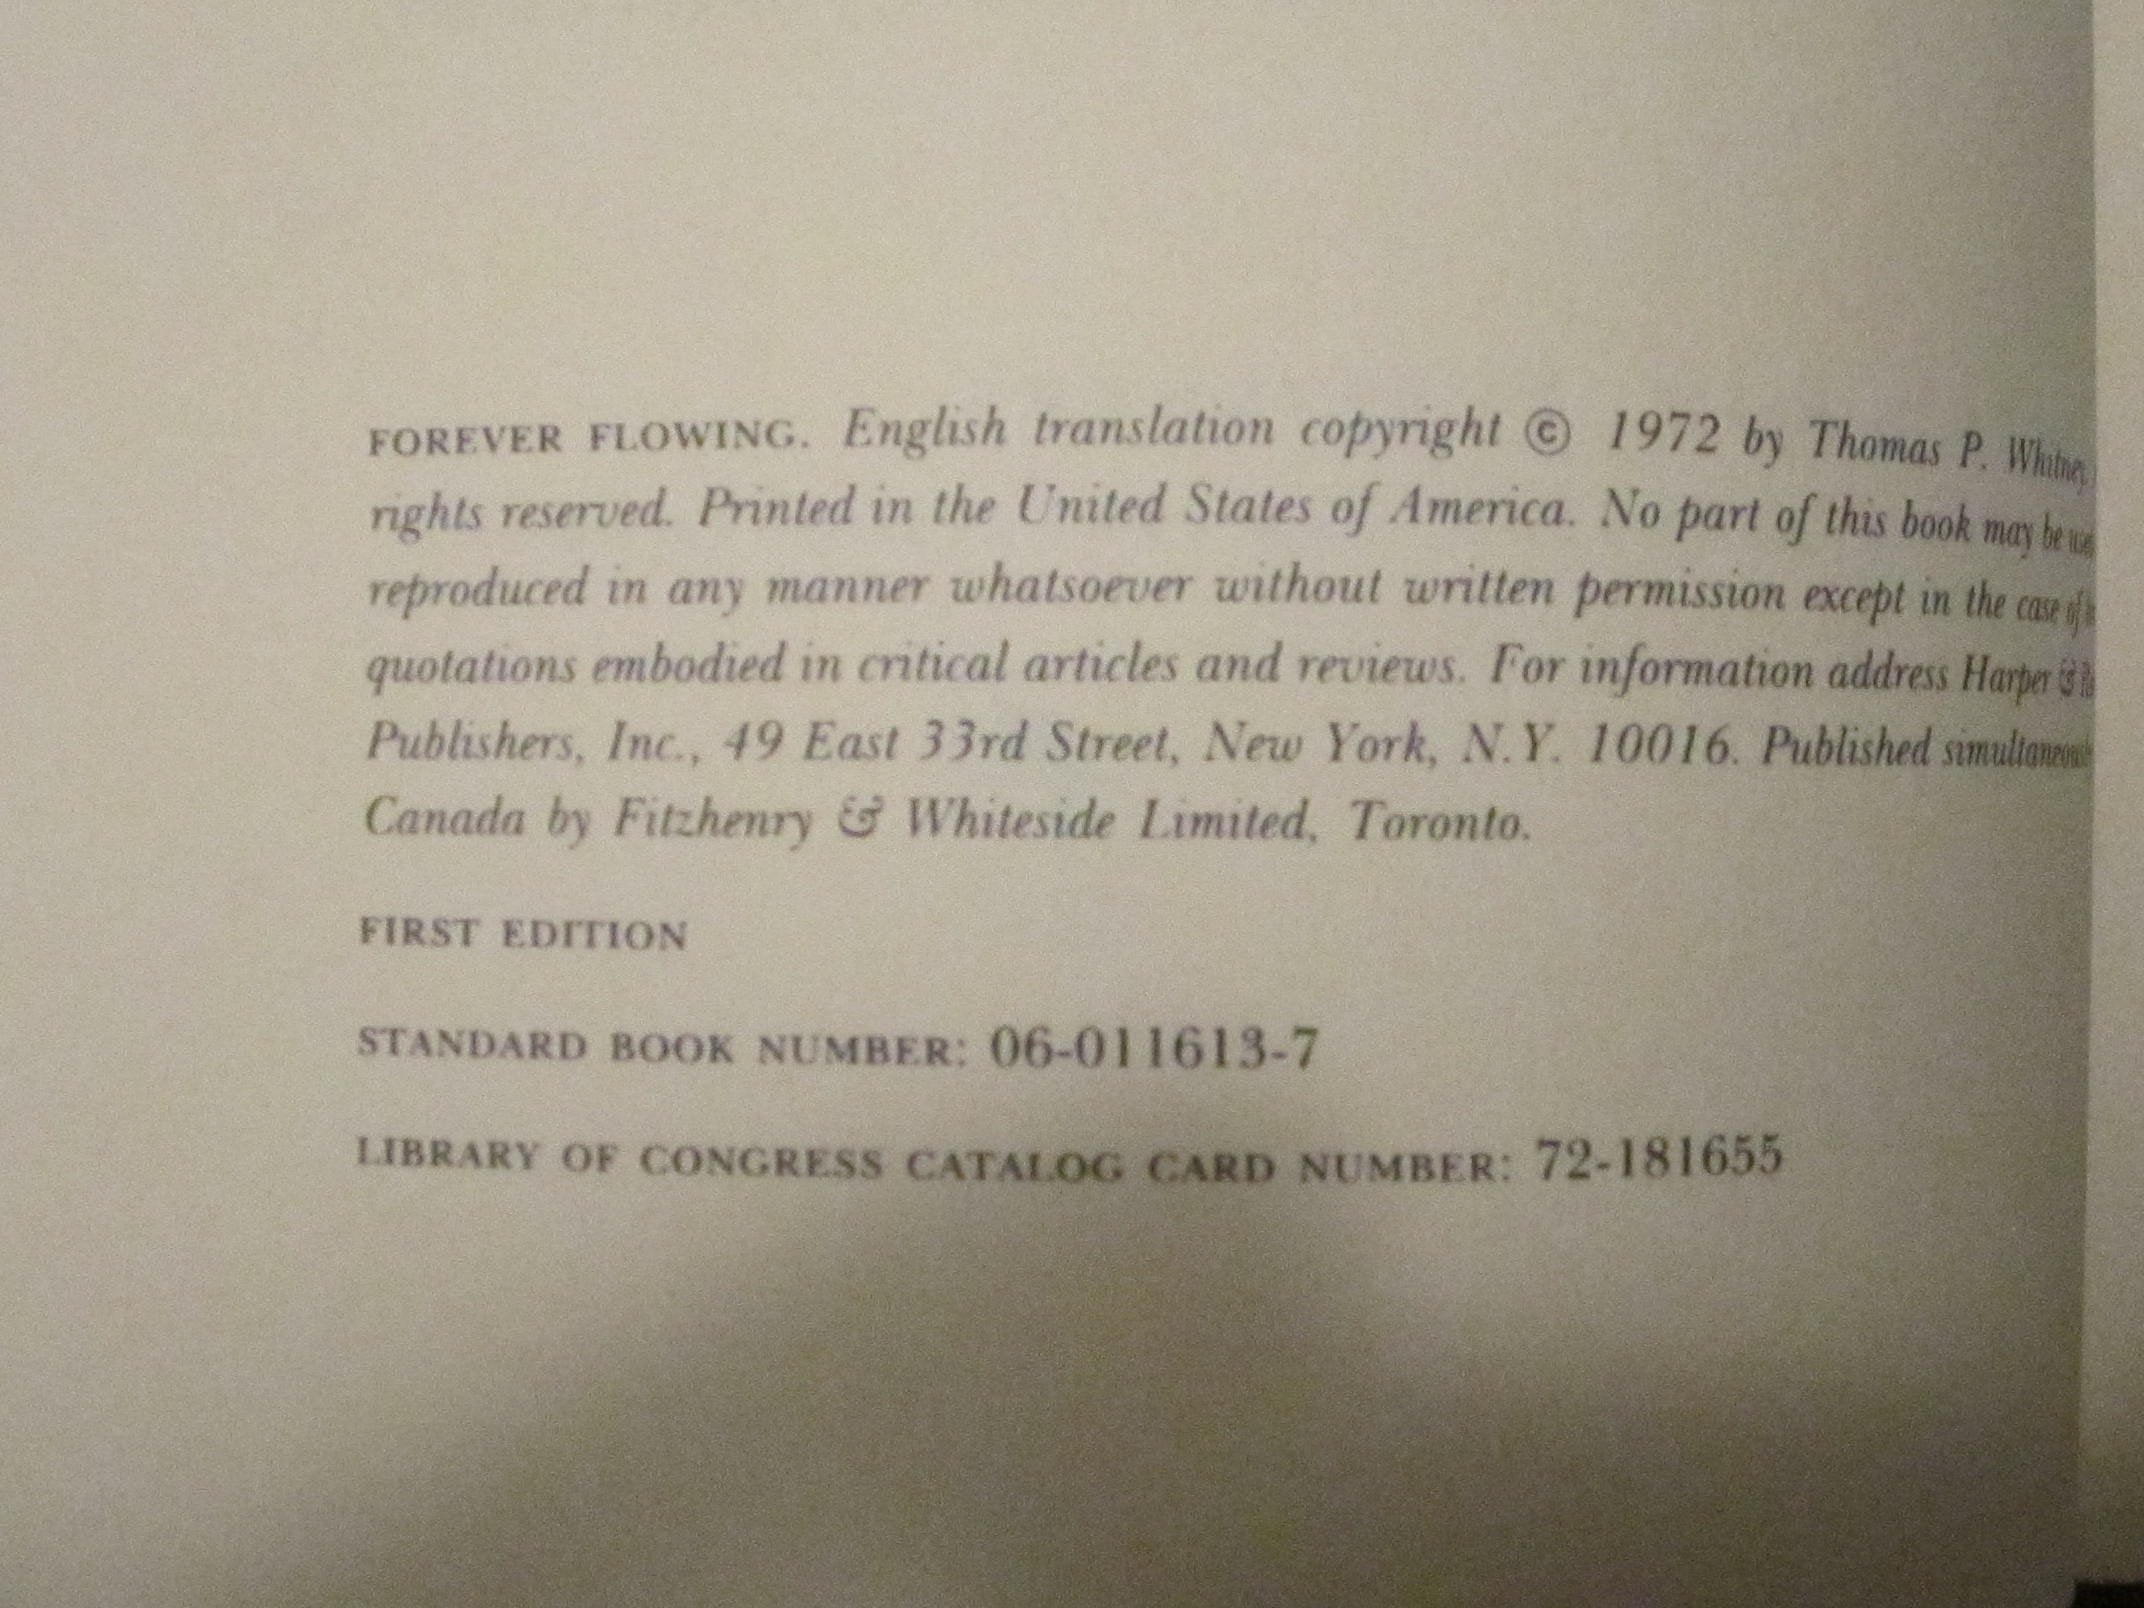 FOREVER FLOWING. English translation copyright © 1972 by Thomas P. Whitney
rights reserved. Printed in the United States of America. No part of this book may be
reproduced in any manner whatsoever without written permission except in the case of
quotations embodied in critical articles and reviews. For information address Harper &
Publishers, Inc., 49 East 33rd Street, New York, N.Y. 10016. Published simultaneously
Canada by Fitzhenry & Whiteside Limited, Toronto.
FIRST EDITION
STANDARD BOOK NUMBER: 06-011613-7
LIBRARY OF CONGRESS CATALOG CARD NUMBER: 72-181655